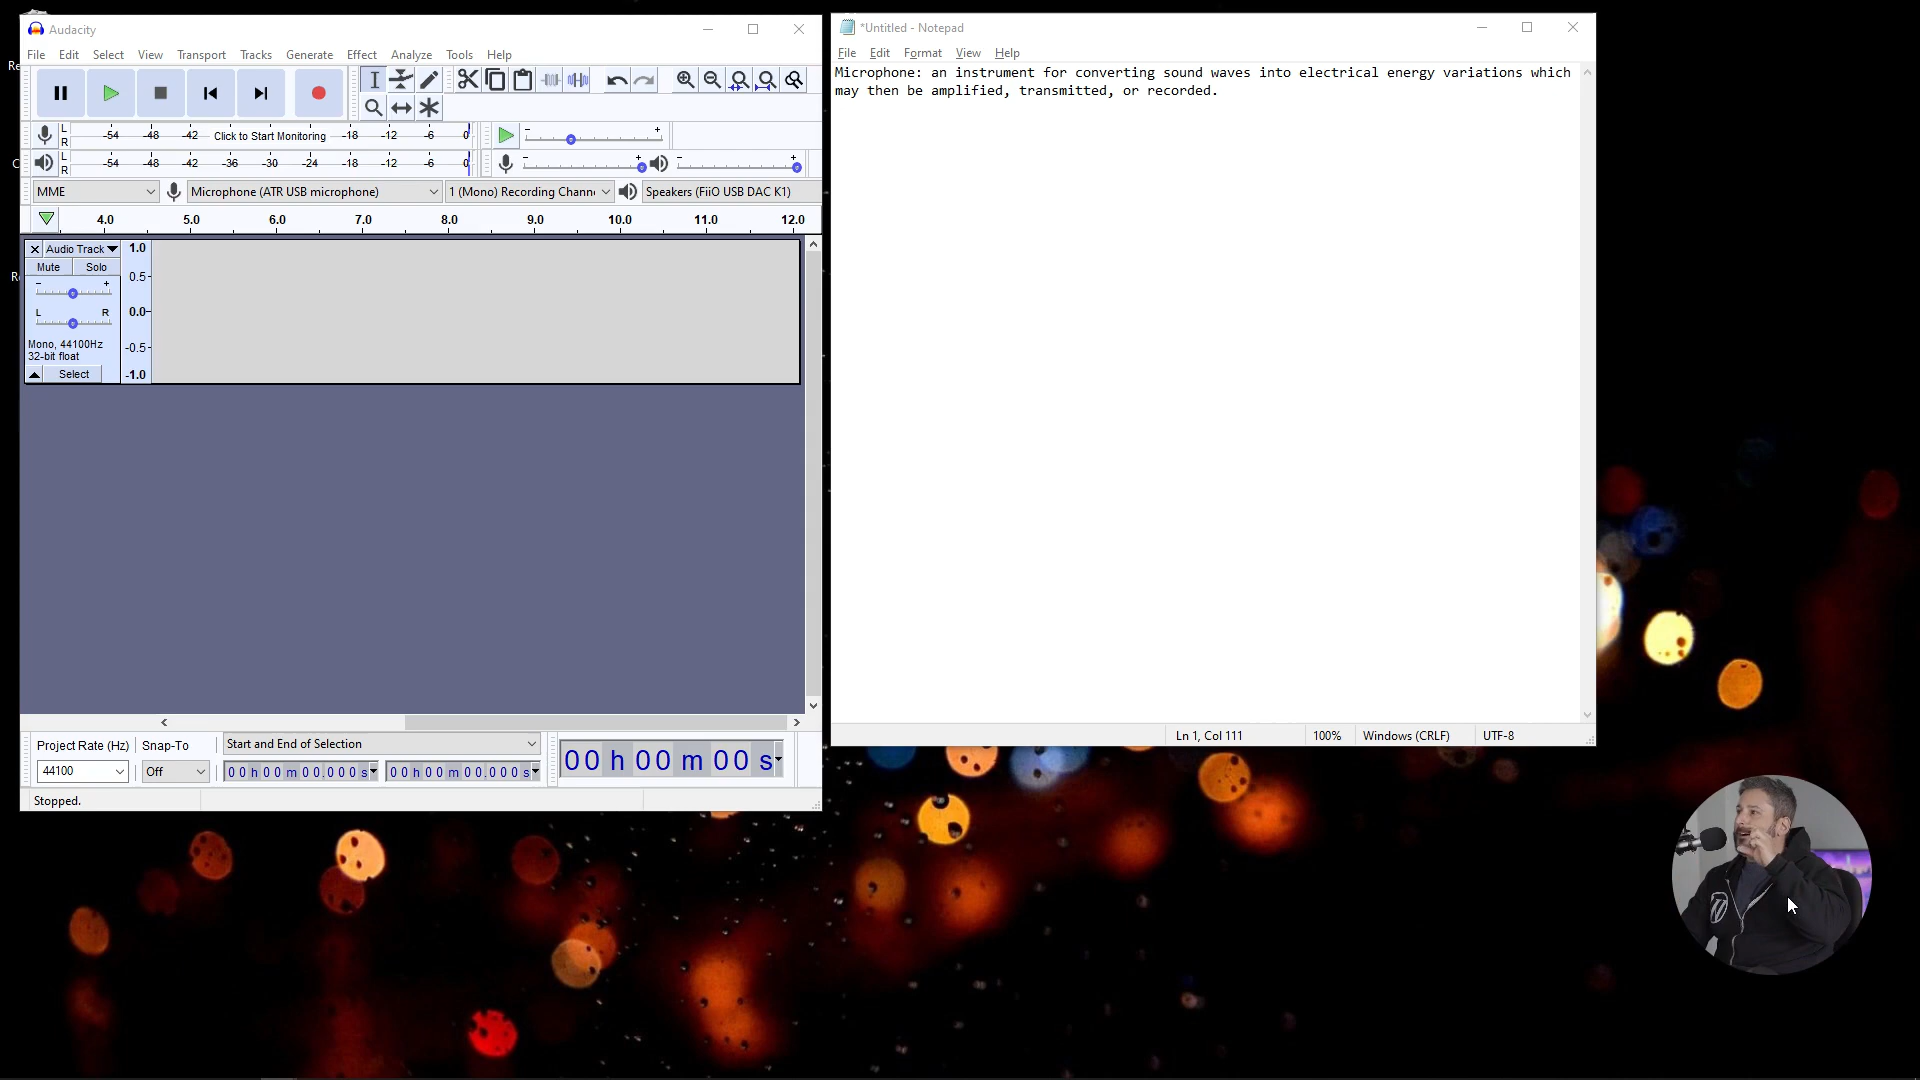 Audacity
File Edit Select View Transport Tracks Generate Effect Analyze Tools Help
L
R
-54 -48 -42 Click to Start Monitoring -18 -12 -6 0
- +
L
R
-54 -48 -42 -36 -30 -24 -18 -12 -6 0
- + - +
MME Microphone (ATR USB microphone) 1 (Mono) Recording Chann Speakers (FiiO USB DAC K1)
4.0 5.0 6.0 7.0 8.0 9.0 10.0 11.0 12.0
X Audio Track 1.0
Mute Solo
0.5
- +
L R 0.0
Mono, 44100Hz
32-bit float
-0.5
Select -1.0
Project Rate (Hz) Snap-To Start and End of Selection
44100 Off 00 h 00 m 00.000 s 00 h 00 m 00.000 s 00 h 00 m 00 s
Stopped.
*Untitled - Notepad
File Edit Format View Help
Microphone: an instrument for converting sound waves into electrical energy variations which
may then be amplified, transmitted, or recorded.
Ln 1, Col 111 100% Windows (CRLF) UTF-8
Re
C
Re